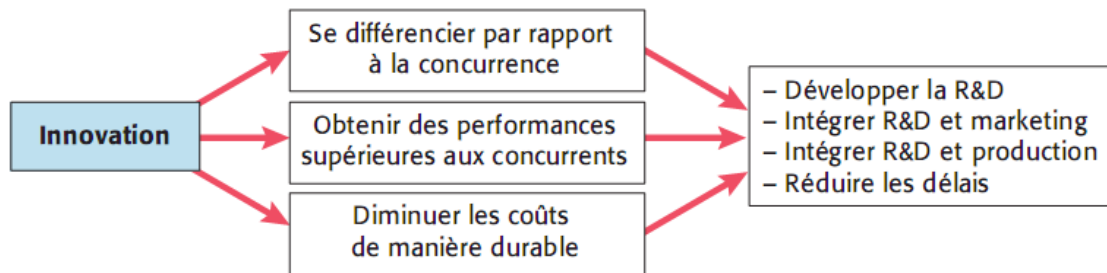 Innovation
Se différencier par rapport
à la concurrence
Obtenir des performances
supérieures aux concurrents
Diminuer les coûts
de manière durable
– Développer la R&D
– Intégrer R&D et marketing
– Intégrer R&D et production
– Réduire les délais